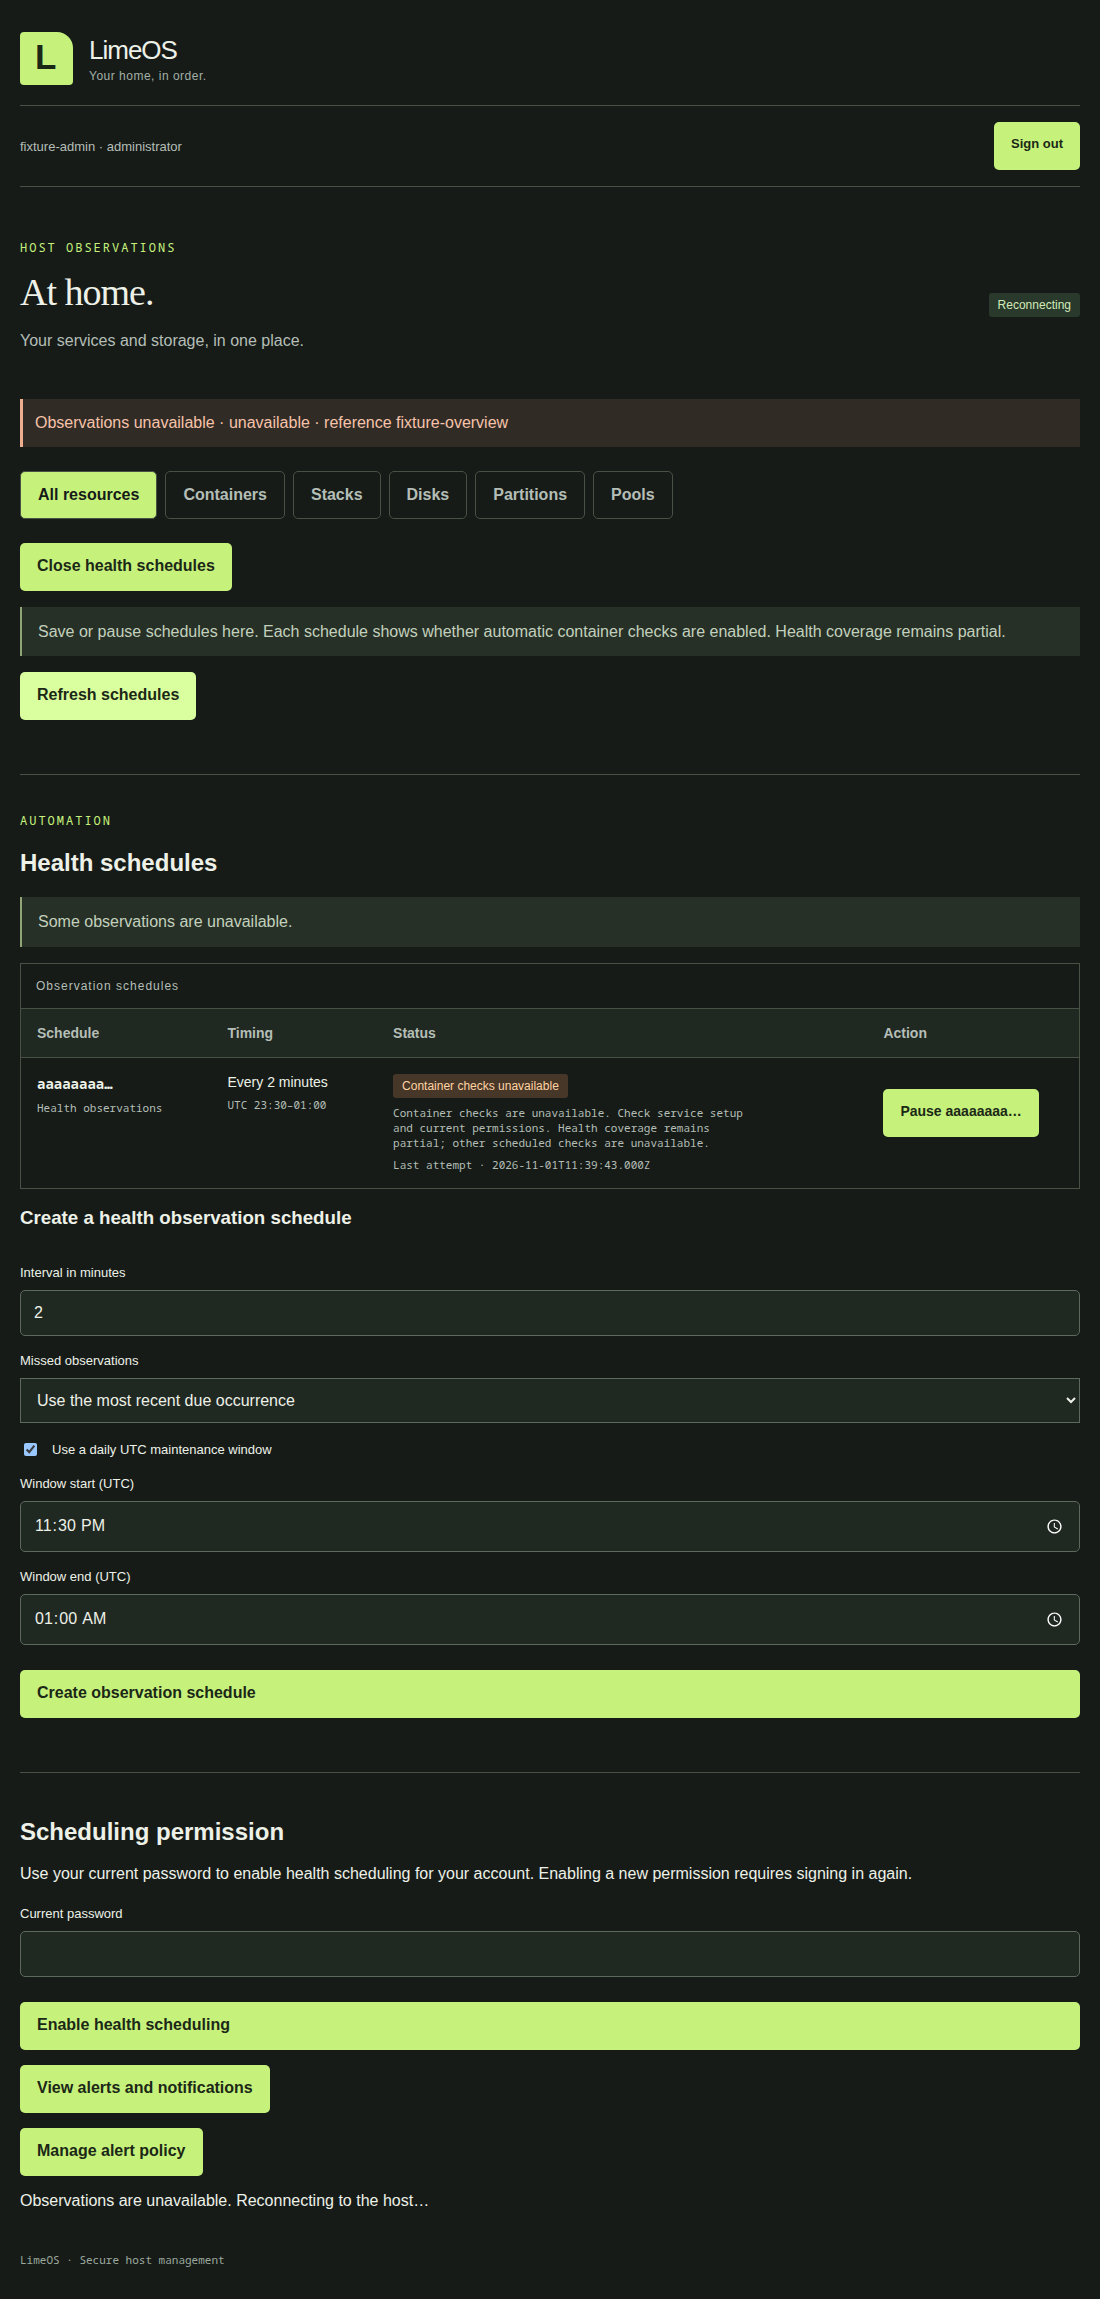 L
LimeOS
Your home, in order.
fixture-admin · administrator
Sign out
HOST OBSERVATIONS
At home.
Reconnecting
Your services and storage, in one place.
Observations unavailable · unavailable · reference fixture-overview
All resources
Containers
Stacks
Disks
Partitions
Pools
Close health schedules
Save or pause schedules here. Each schedule shows whether automatic container checks are enabled. Health coverage remains partial.
Refresh schedules
AUTOMATION
Health schedules
Some observations are unavailable.
Observation schedules
Schedule Timing Status Action
aaaaaaaa…
Health observations
Every 2 minutes
UTC 23:30–01:00
Container checks unavailable
Container checks are unavailable. Check service setup
and current permissions. Health coverage remains
partial; other scheduled checks are unavailable.
Last attempt · 2026-11-01T11:39:43.000Z
Pause aaaaaaaa…
Create a health observation schedule
Interval in minutes
2
Missed observations
Use the most recent due occurrence
Use a daily UTC maintenance window
Window start (UTC)
11:30 PM
Window end (UTC)
01:00 AM
Create observation schedule
Scheduling permission
Use your current password to enable health scheduling for your account. Enabling a new permission requires signing in again.
Current password
Enable health scheduling
View alerts and notifications
Manage alert policy
Observations are unavailable. Reconnecting to the host…
LimeOS · Secure host management